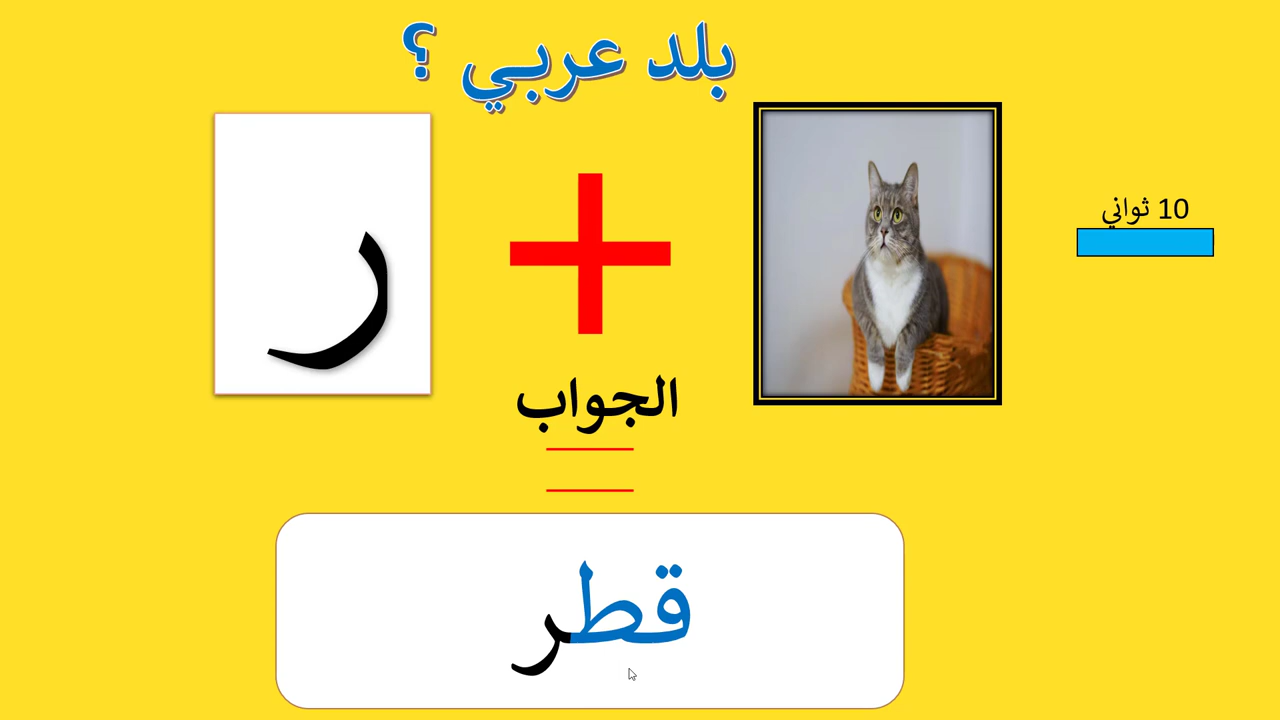 بلد عربي ؟
10 ثواني
ر
الجواب
قطر